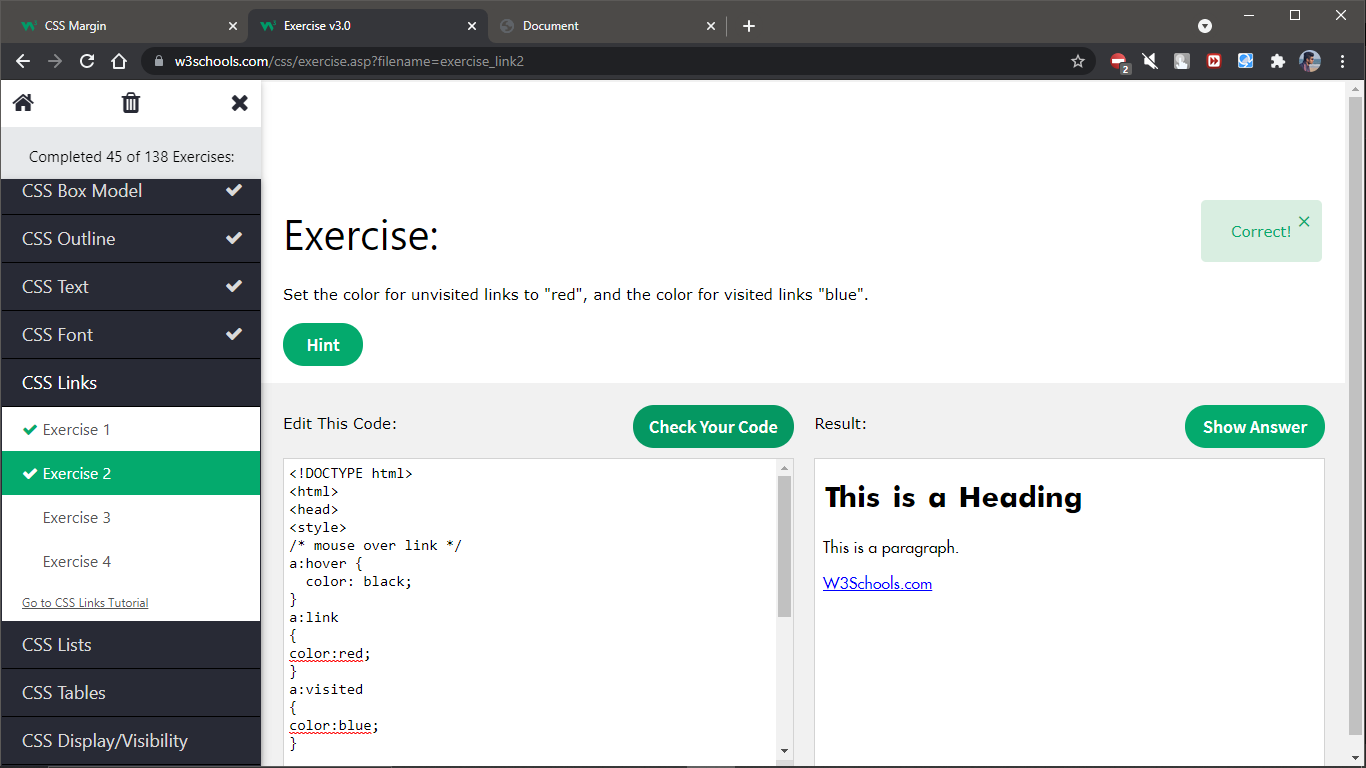 CSS Margin
Exercise v3.0
Document
w3schools.com/css/exercise.asp?filename=exercise_link2
2
Completed 45 of 138 Exercises:
CSS Box Model
CSS Outline
CSS Text
CSS Font
CSS Links
Exercise 1
Exercise 2
Exercise 3
Exercise 4
Go to CSS Links Tutorial
CSS Lists
CSS Tables
CSS Display/Visibility
Exercise:
Correct!
Set the color for unvisited links to "red", and the color for visited links "blue".
Hint
Edit This Code:
Check Your Code
<!DOCTYPE html>
<html>
<head>
<style>
/* mouse over link */
a:hover {
  color: black;
}
a:link
{
color:red;
}
a:visited
{
color:blue;
}
Result:
Show Answer
This is a Heading
This is a paragraph.
W3Schools.com